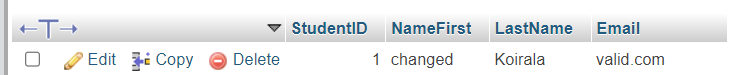 StudentID NameFirst LastName Email
Edit Copy Delete 1 changed Koirala valid.com